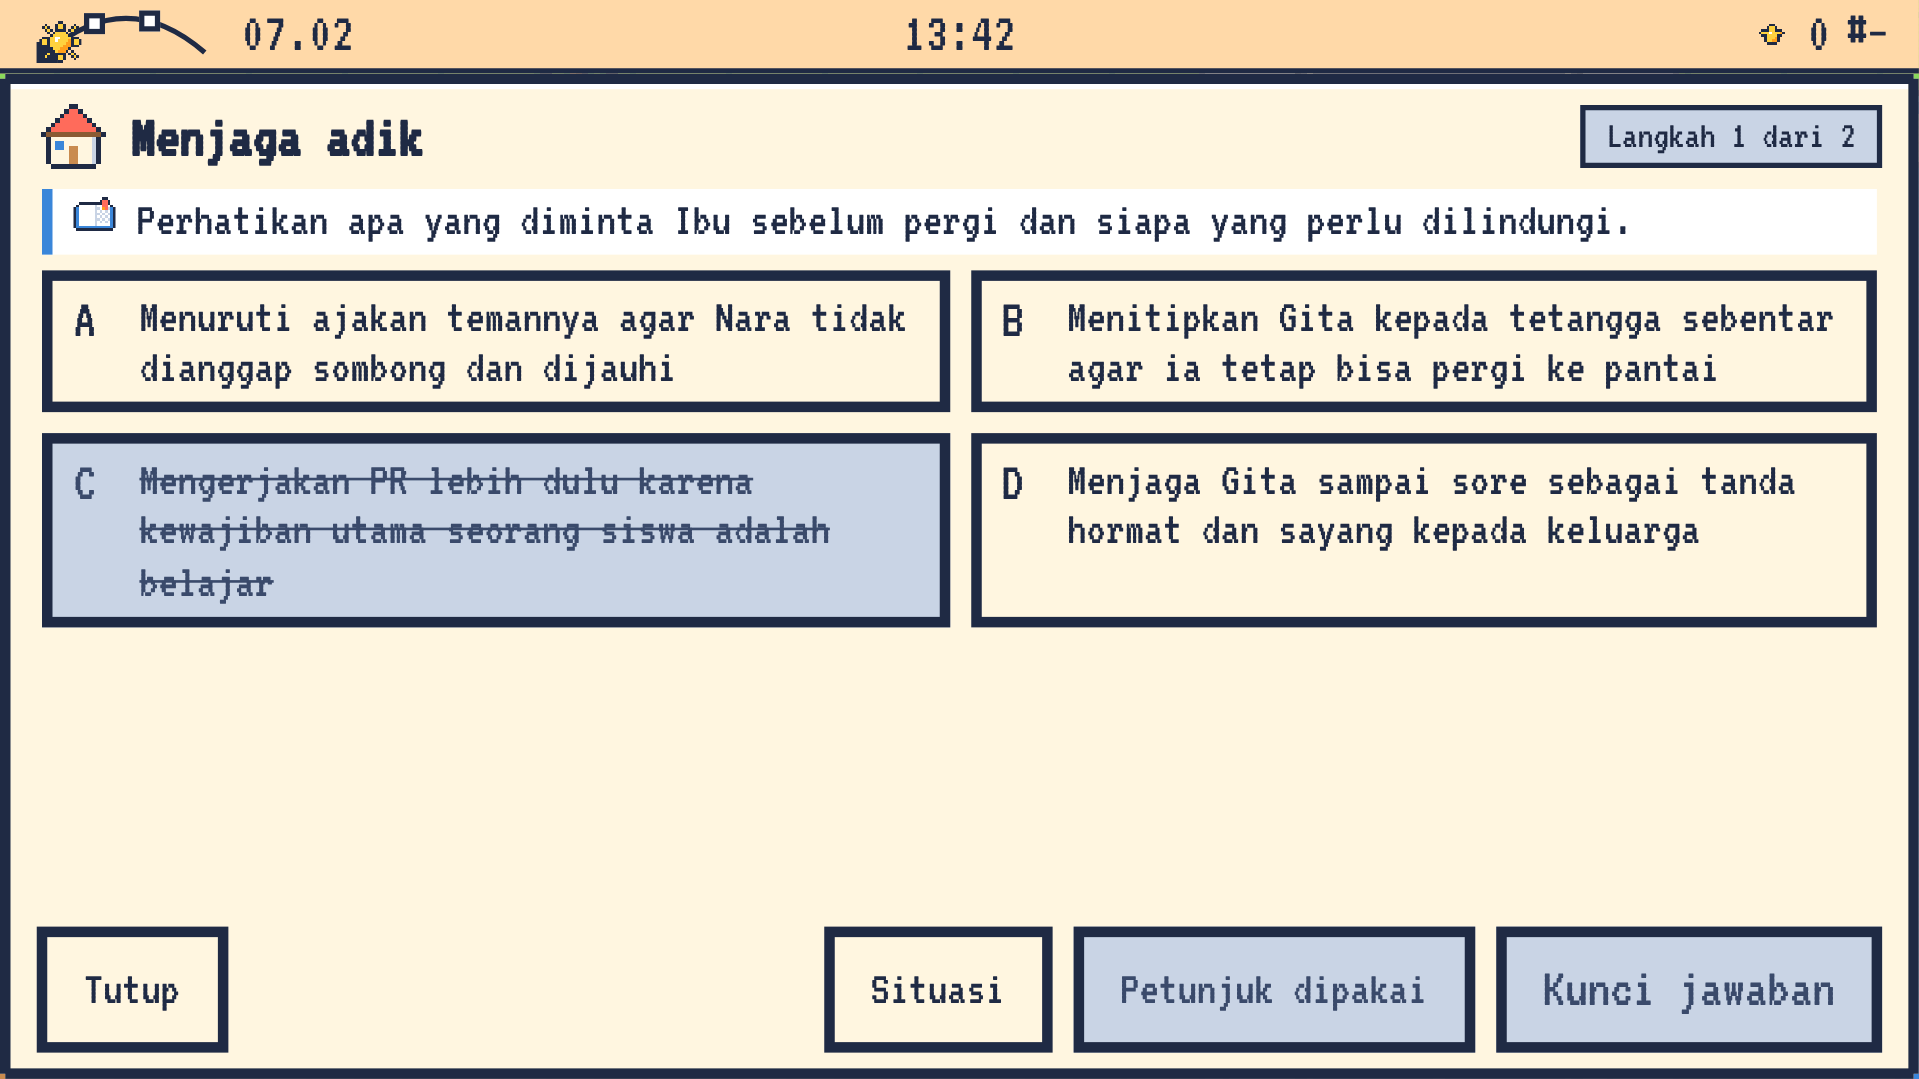 07.02
13:42
0 #-
Menjaga adik
Langkah 1 dari 2
Perhatikan apa yang diminta Ibu sebelum pergi dan siapa yang perlu dilindungi.
A Menuruti ajakan temannya agar Nara tidak
dianggap sombong dan dijauhi
B Menitipkan Gita kepada tetangga sebentar
agar ia tetap bisa pergi ke pantai
C Mengerjakan PR lebih dulu karena
kewajiban utama seorang siswa adalah
belajar
D Menjaga Gita sampai sore sebagai tanda
hormat dan sayang kepada keluarga
Tutup
Situasi
Petunjuk dipakai
Kunci jawaban